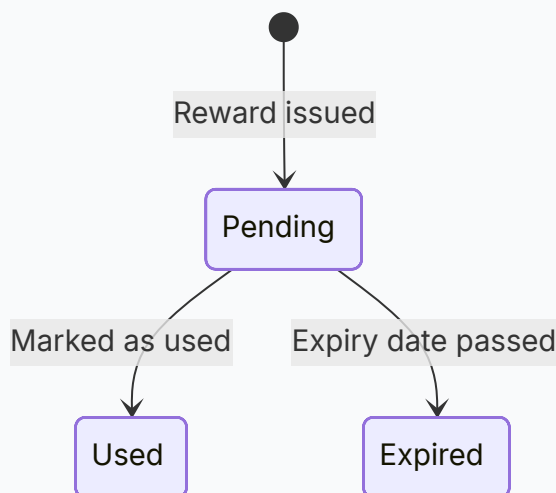 Reward issued
Pending
Marked as used
Expiry date passed
Used
Expired